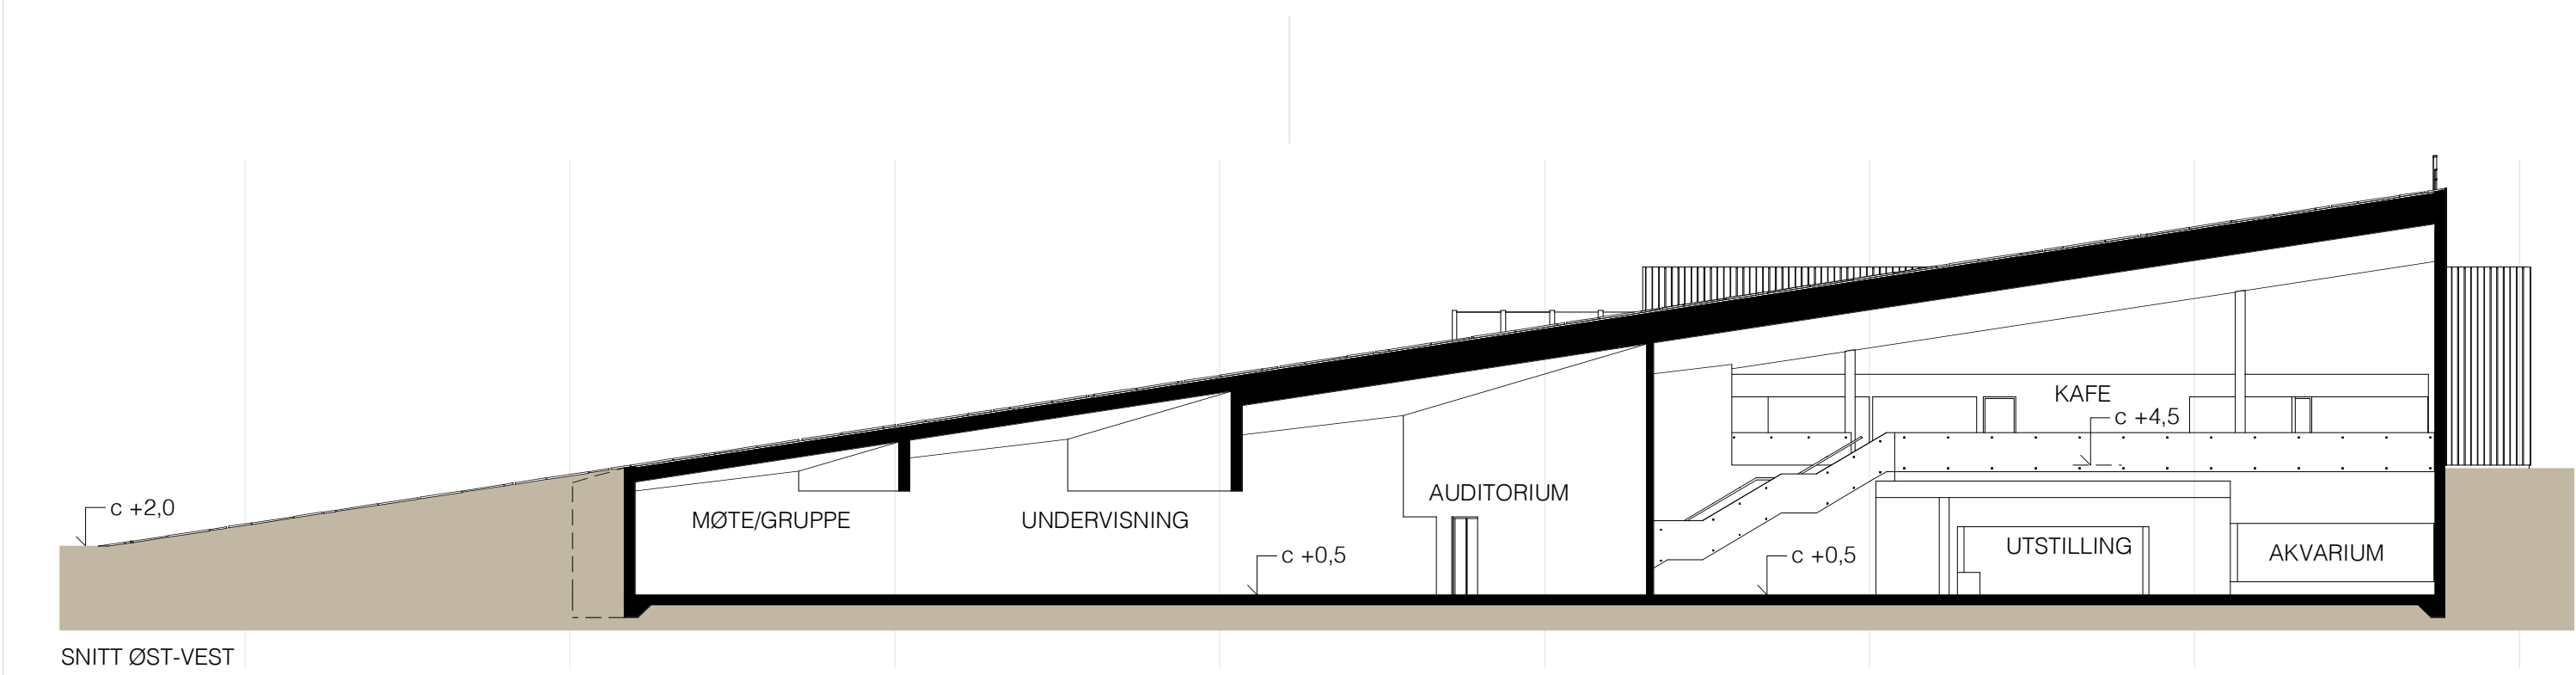 KAFE
c +4,5
c +2,0
AUDITORIUM
MØTE/GRUPPE
UNDERVISNING
c +0,5
c +0,5
UTSTILLING
AKVARIUM
SNITT ØST-VEST